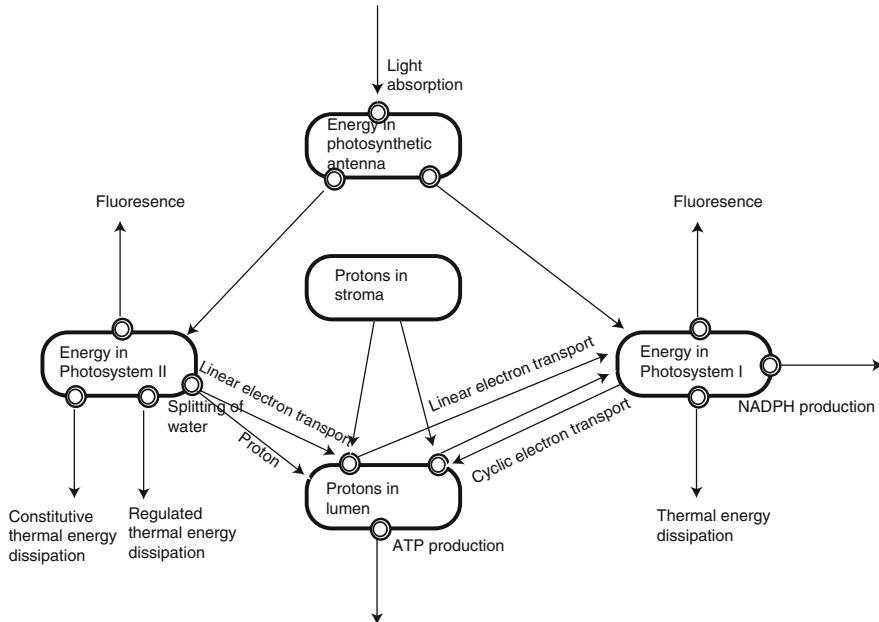 Light
absorption
Energy in
photosynthetic
antenna
Fluoresence
Fluoresence
Protons in
stroma
Energy in
Photosystem II
Linear electron transport
Linear electron transport
Energy in
Photosystem I
Splitting of
water
Proton
Cyclic electron transport
NADPH production
Protons in
lumen
Constitutive
thermal energy
dissipation
Regulated
thermal energy
dissipation
ATP production
Thermal energy
dissipation